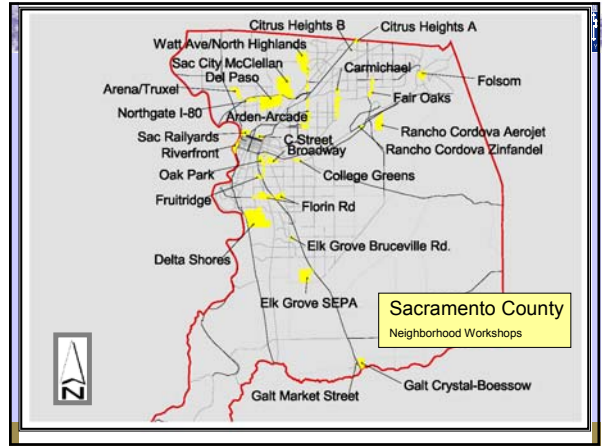 Citrus Heights B
Citrus Heights A
Watt Ave/North Highlands
Sac City McClellan
Carmichael
Del Paso
Folsom
Arena/Truxel
Fair Oaks
Northgate I-80
Arden-Arcade
Rancho Cordova Aerojet
Sac Railyards
C Street
Rancho Cordova Zinfandel
Riverfront
Broadway
Oak Park
College Greens
Fruitridge
Florin Rd
Elk Grove Bruceville Rd.
Delta Shores
Elk Grove SEPA
Sacramento County
Neighborhood Workshops
N
Galt Crystal-Boessow
Galt Market Street